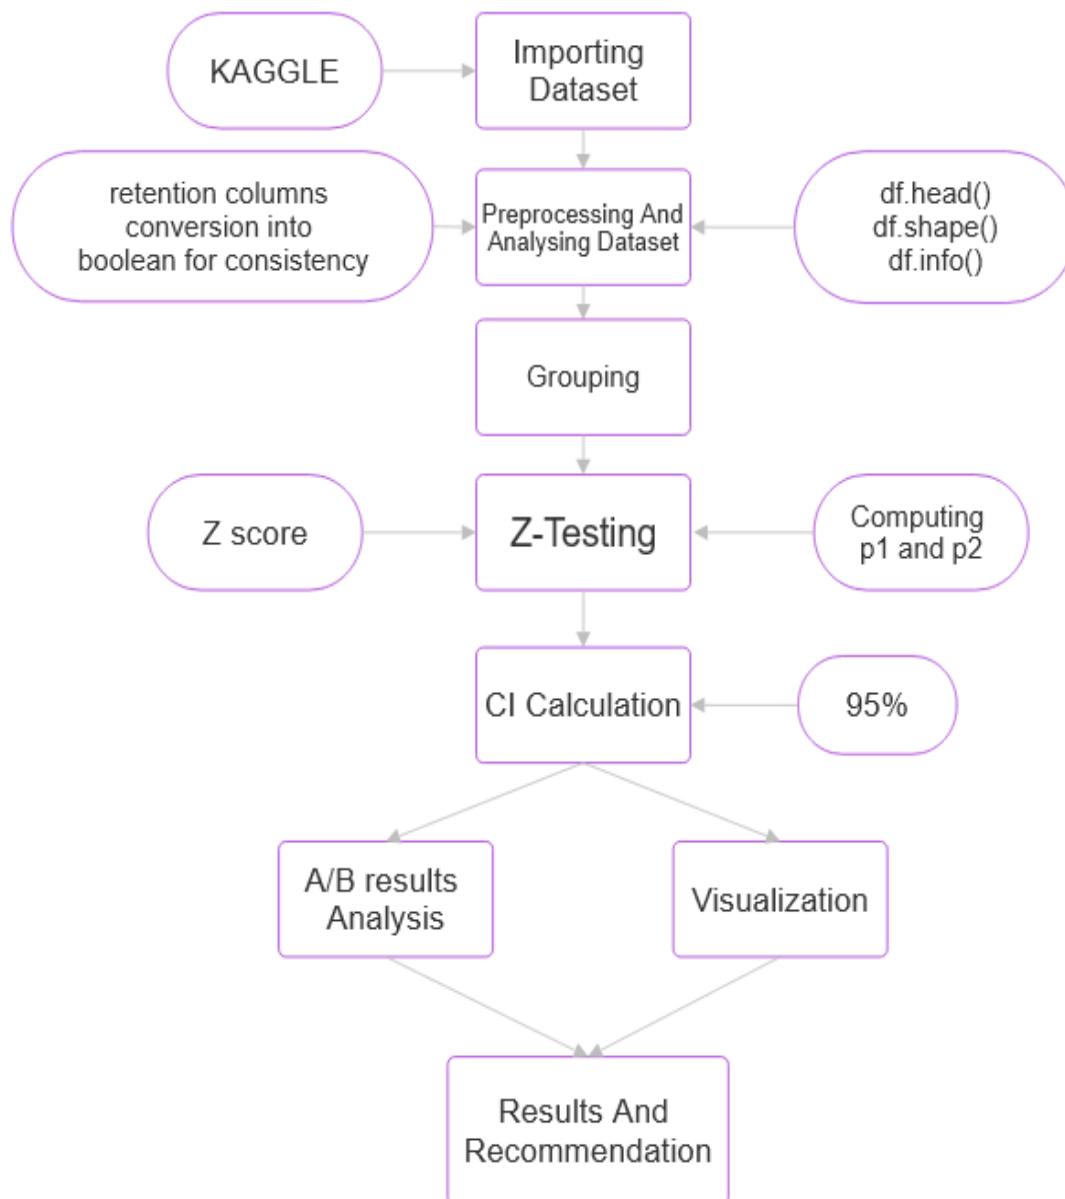 KAGGLE
Importing
Dataset
retention columns
conversion into
boolean for consistency
Preprocessing And
Analysing Dataset
df.head()
df.shape()
df.info()
Grouping
Z score
Z-Testing
Computing
p1 and p2
CI Calculation
95%
A/B results
Analysis
Visualization
Results And
Recommendation